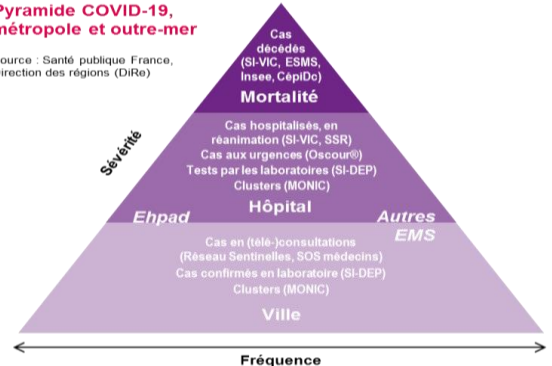 Pyramide COVID-19,
métropole et outre-mer
ource : Santé publique France,
Direction des régions (DiRe)
Cas
décédés
(SI-VIC, ESMS,
Insee, CépiDc)
Mortalité
Sévérité
Cas hospitalisés, en
réanimation (SI-VIC, SSR)
Cas aux urgences (Oscour®)
Tests par les laboratoires (SI-DEP)
Clusters (MONIC)
Hôpital
Ehpad
Autres
EMS
Cas en (télé-)consultations
(Réseau Sentinelles, SOS médecins)
Cas confirmés en laboratoire (SI-DEP)
Clusters (MONIC)
Ville
Fréquence